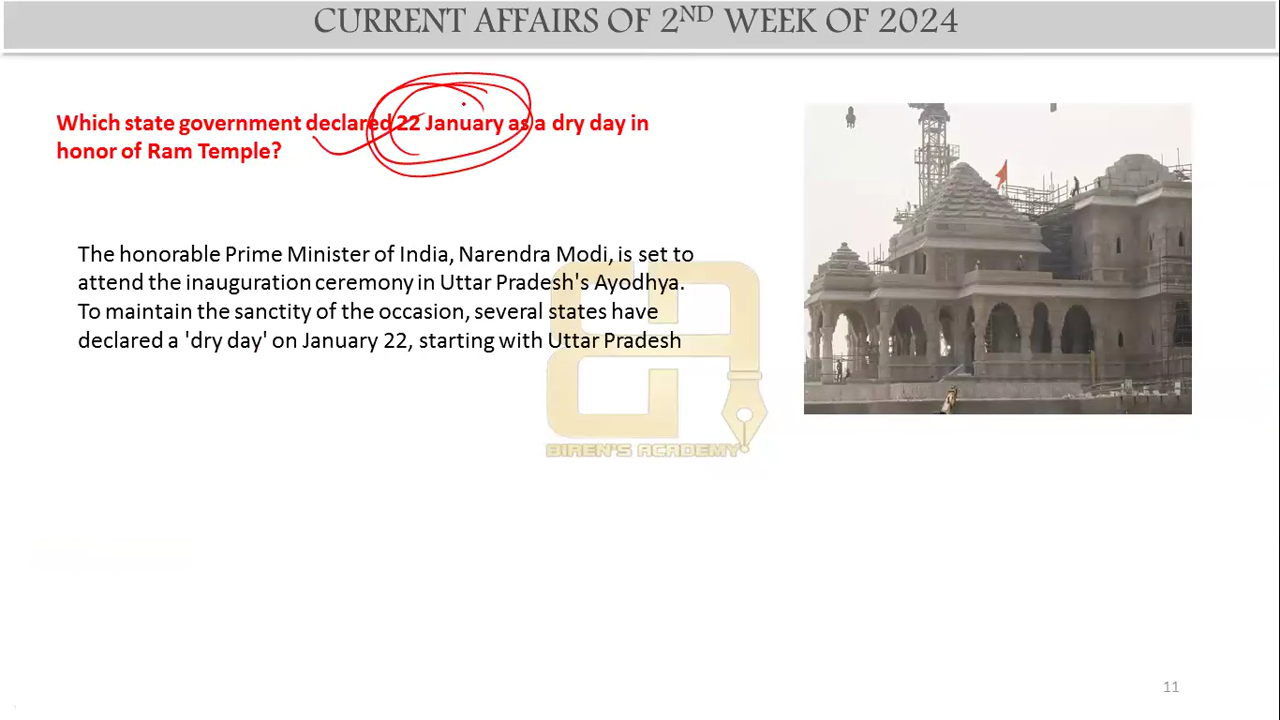 CURRENT AFFAIRS OF 2ND WEEK OF 2024
Which state government declared 22 January as a dry day in
honor of Ram Temple?
The honorable Prime Minister of India, Narendra Modi, is set to
attend the inauguration ceremony in Uttar Pradesh's Ayodhya.
To maintain the sanctity of the occasion, several states have
declared a 'dry day' on January 22, starting with Uttar Pradesh
BIREN'S ACADEMY
11